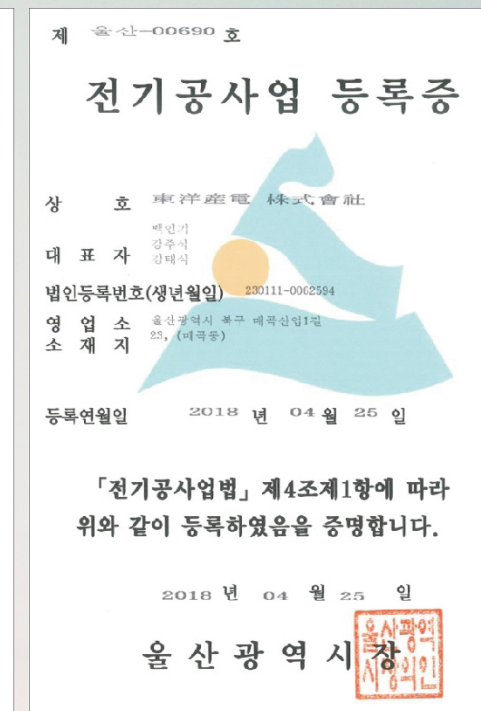 제 울산-00690 호
전기공사업 등록증
상 호 東洋産電 株式會社
백인기
대 표 자 강주식
강태식
법인등록번호(생년월일) 230111-0062594
영 업 소 울산광역시 북구 매곡산업1길
소 재 지 23, (매곡동)
등록연월일 2018 년 04 월 25 일
「전기공사업법」 제4조제1항에 따라
위와 같이 등록하였음을 증명합니다.
2018 년 04 월 25 일
울 산 광 역 시 장
울산광역
시장의인